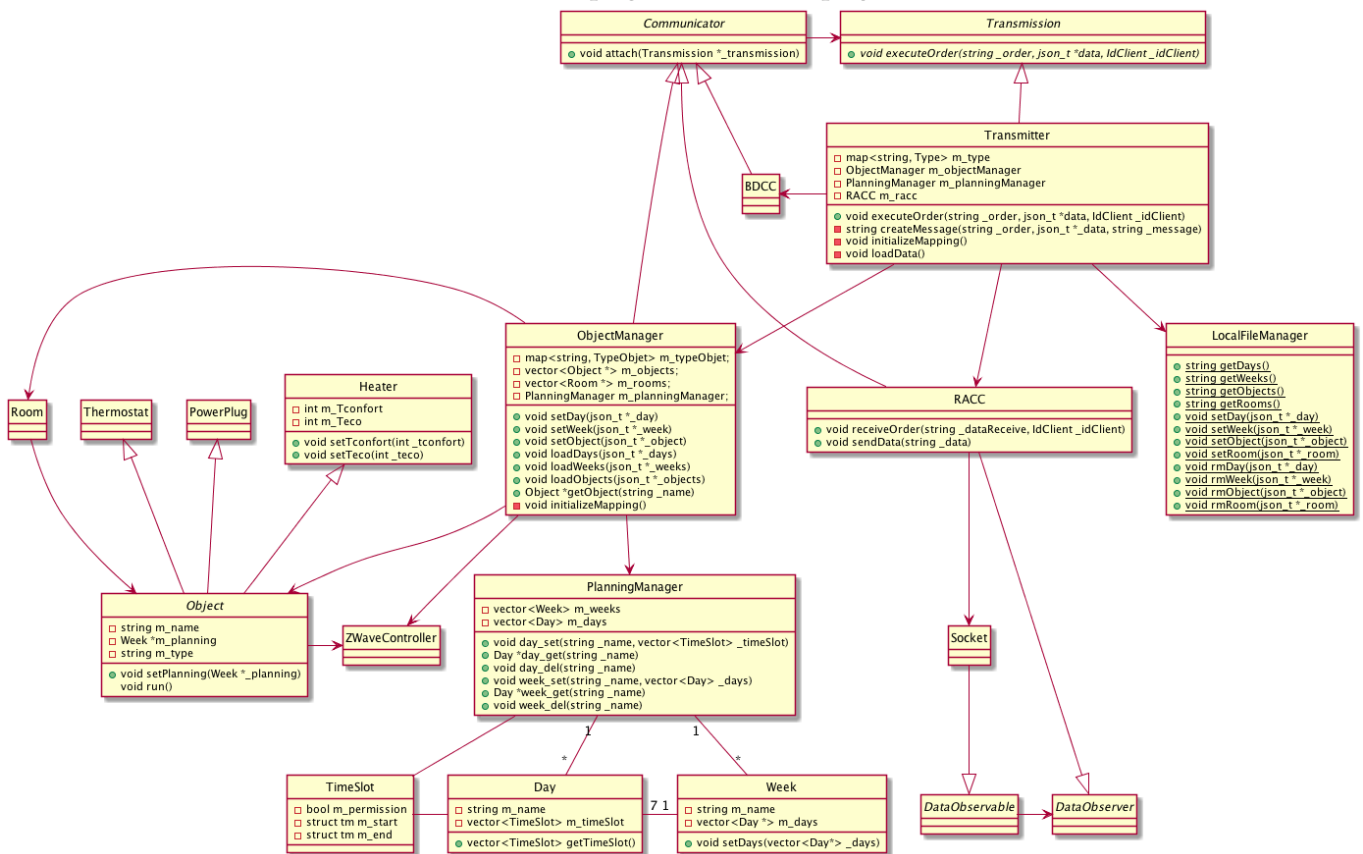 Communicator
void attach(Transmission *_transmission)
Transmission
void executeOrder(string _order, json_t *data, IdClient _idClient)
Transmitter
map<string, Type> m_type
ObjectManager m_objectManager
PlanningManager m_planningManager
RACC m_racc
void executeOrder(string _order, json_t *data, IdClient _idClient)
string createMessage(string _order, json_t *_data, string _message)
void initializeMapping()
void loadData()
BDCC
ObjectManager
map<string, TypeObjet> m_typeObjet;
vector<Object *> m_objects;
vector<Room *> m_rooms;
PlanningManager m_planningManager;
void setDay(json_t *_day)
void setWeek(json_t *_week)
void setObject(json_t *_object)
void loadDays(json_t *_days)
void loadWeeks(json_t *_weeks)
void loadObjects(json_t *_objects)
Object *getObject(string _name)
void initializeMapping()
LocalFileManager
string getDays()
string getWeeks()
string getObjects()
string getRooms()
void setDay(json_t *_day)
void setWeek(json_t *_week)
void setObject(json_t *_object)
void setRoom(json_t *_room)
void rmDay(json_t *_day)
void rmWeek(json_t *_week)
void rmObject(json_t *_object)
void rmRoom(json_t *_room)
Heater
int m_Tconfort
int m_Teco
void setTconfort(int _tconfort)
void setTeco(int _teco)
RACC
void receiveOrder(string _dataReceive, IdClient _idClient)
void sendData(string _data)
Room
Thermostat
PowerPlug
Object
string m_name
Week *m_planning
string m_type
void setPlanning(Week *_planning)
void run()
ZWaveController
PlanningManager
vector<Week> m_weeks
vector<Day> m_days
void day_set(string _name, vector<TimeSlot> _timeSlot)
Day *day_get(string _name)
void day_del(string _name)
void week_set(string _name, vector<Day> _days)
Day *week_get(string _name)
void week_del(string _name)
Socket
1
1
*
*
TimeSlot
bool m_permission
struct tm m_start
struct tm m_end
Day
string m_name
vector<TimeSlot> m_timeSlot
vector<TimeSlot> getTimeSlot()
7 1
Week
string m_name
vector<Day *> m_days
void setDays(vector<Day*> _days)
DataObservable
DataObserver